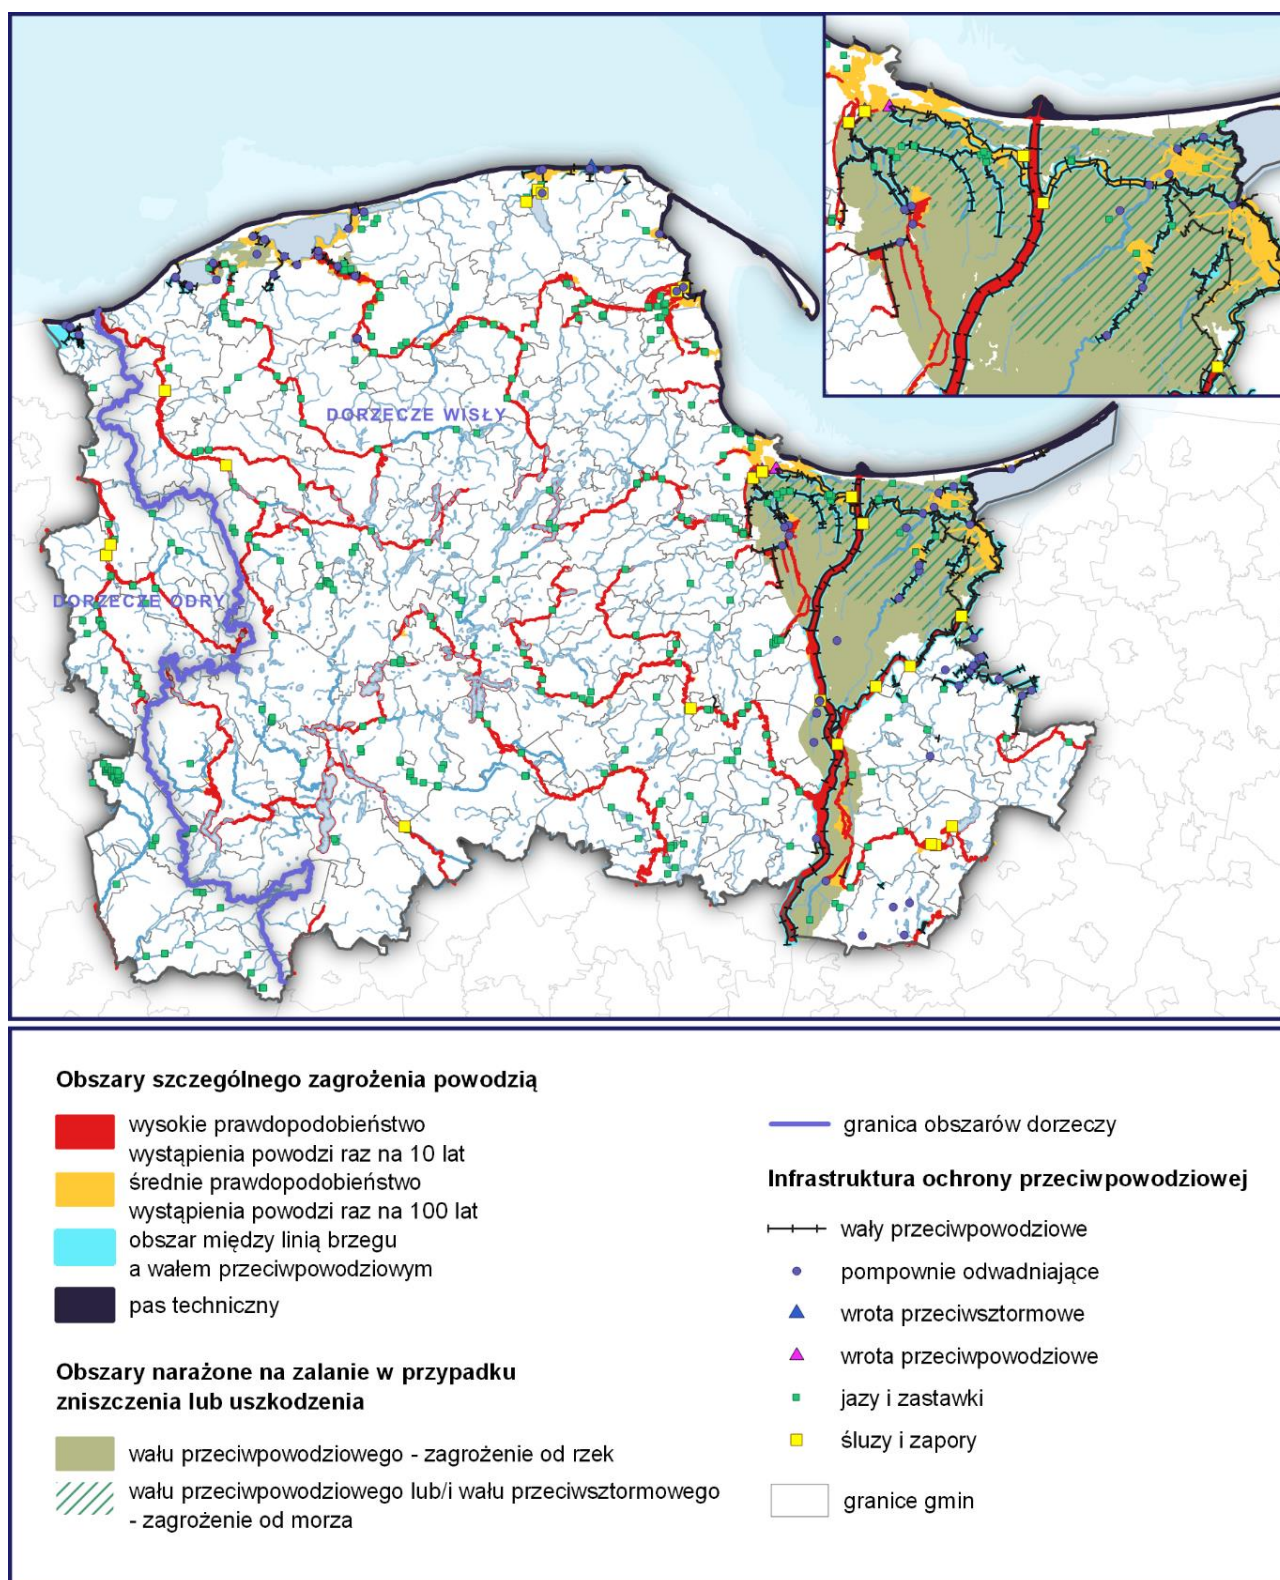 DORZECZE WISŁY
DORZECZE ODRY
Obszary szczególnego zagrożenia powodzią
wysokie prawdopodobieństwo
wystąpienia powodzi raz na 10 lat
średnie prawdopodobieństwo
wystąpienia powodzi raz na 100 lat
obszar między linią brzegu
a wałem przeciwpowodziowym
pas techniczny
Obszary narażone na zalanie w przypadku
zniszczenia lub uszkodzenia
wału przeciwpowodziowego - zagrożenie od rzek
wału przeciwpowodziowego lub/i wału przeciwsztormowego
- zagrożenie od morza
granica obszarów dorzeczy
Infrastruktura ochrony przeciwpowodziowej
wały przeciwpowodziowe
pompownie odwadniające
wrota przeciwsztormowe
wrota przeciwpowodziowe
jazy i zastawki
śluzy i zapory
granice gmin